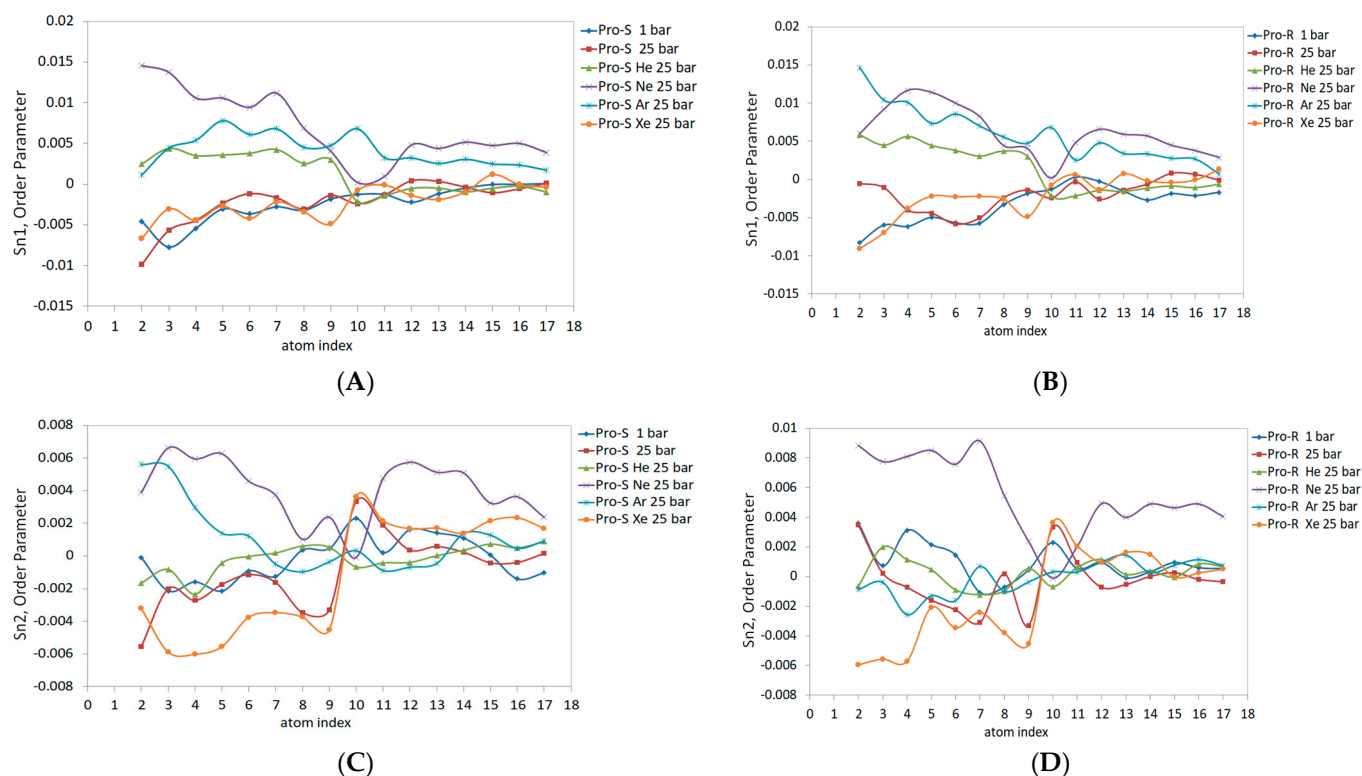 0.02
0.015
0.01
0.005
0
-0.005
-0.01
-0.015
Sn1, Order Parameter
0 1 2 3 4 5 6 7 8 9 10 11 12 13 14 15 16 17 18
atom index
Pro-S 1 bar
Pro-S 25 bar
Pro-S He 25 bar
Pro-S Ne 25 bar
Pro-S Ar 25 bar
Pro-S Xe 25 bar
(A)
0.02
0.015
0.01
0.005
0
-0.005
-0.01
-0.015
Sn1, Order Parameter
0 1 2 3 4 5 6 7 8 9 10 11 12 13 14 15 16 17 18
atom index
Pro-R 1 bar
Pro-R 25 bar
Pro-R He 25 bar
Pro-R Ne 25 bar
Pro-R Ar 25 bar
Pro-R Xe 25 bar
(B)
0.008
0.006
0.004
0.002
0
-0.002
-0.004
-0.006
-0.008
Sn2, Order Parameter
0 1 2 3 4 5 6 7 8 9 10 11 12 13 14 15 16 17 18
atom index
Pro-S 1 bar
Pro-S 25 bar
Pro-S He 25 bar
Pro-S Ne 25 bar
Pro-S Ar 25 bar
Pro-S Xe 25 bar
(C)
0.01
0.008
0.006
0.004
0.002
0
-0.002
-0.004
-0.006
-0.008
Sn2, Order Parameter
0 1 2 3 4 5 6 7 8 9 10 11 12 13 14 15 16 17 18
atom index
Pro-R 1 bar
Pro-R 25 bar
Pro-R He 25 bar
Pro-R Ne 25 bar
Pro-R Ar 25 bar
Pro-R Xe 25 bar
(D)